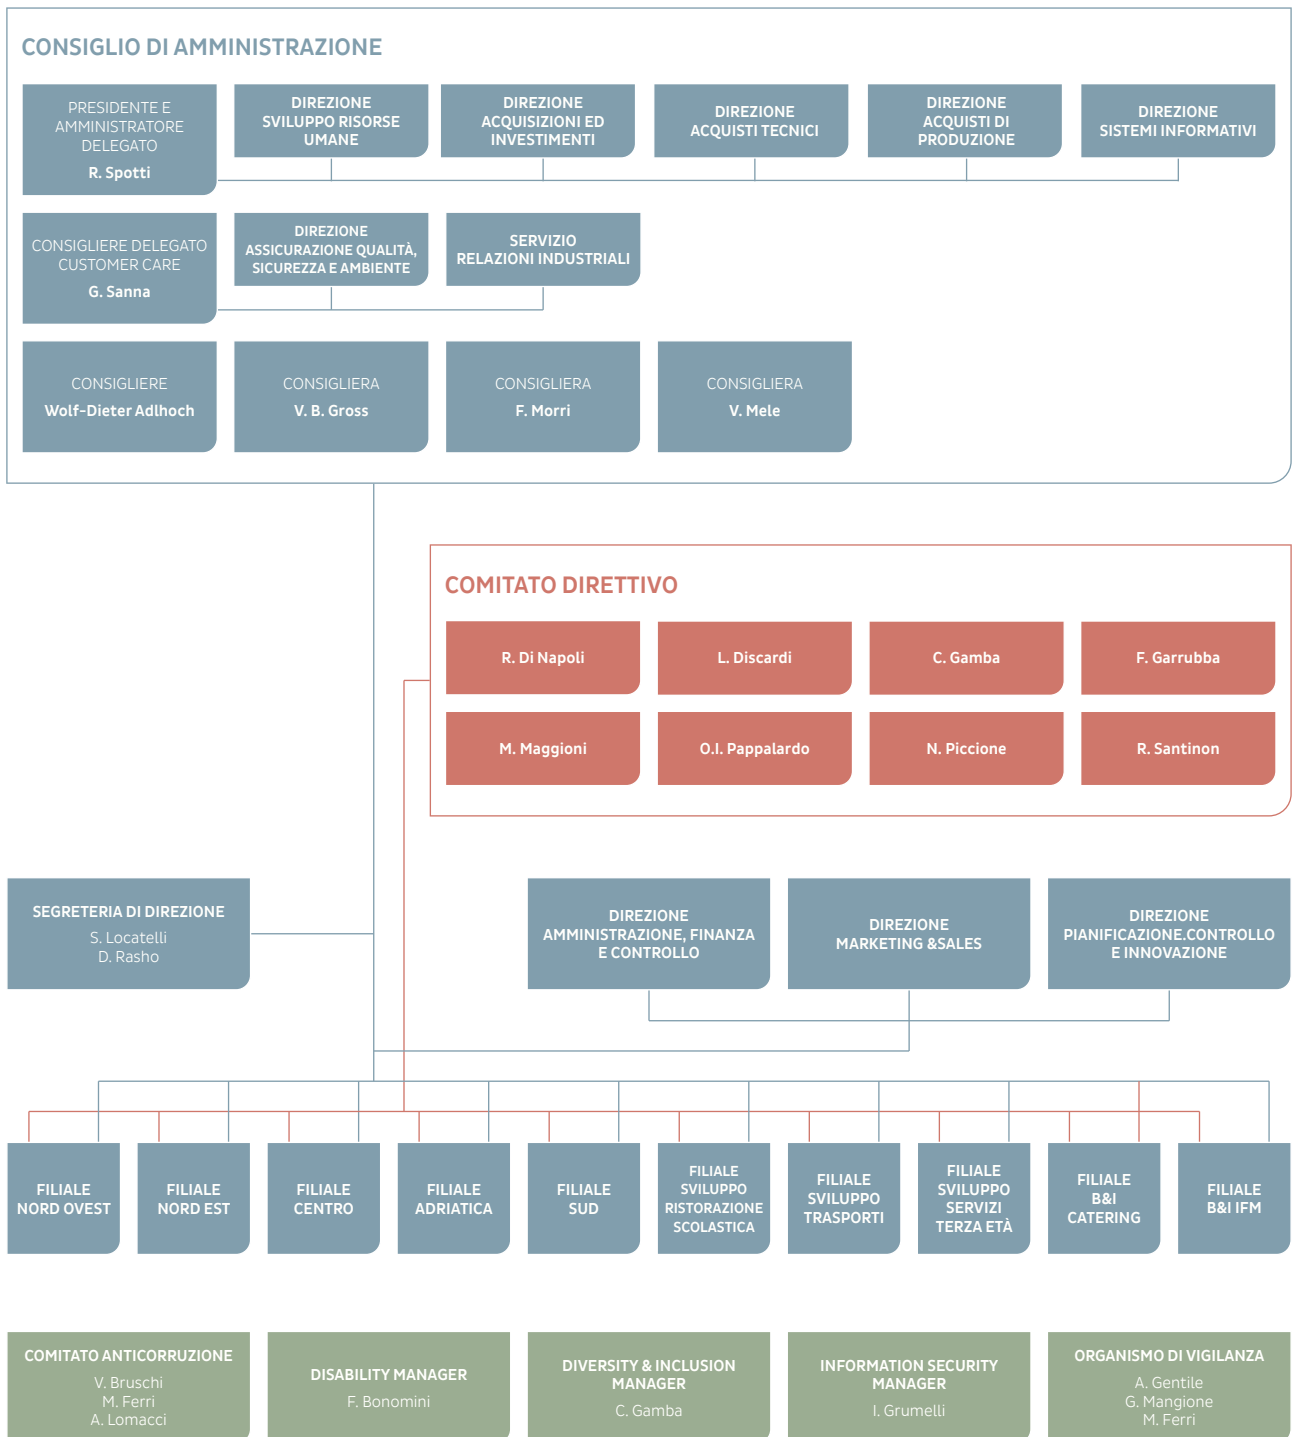 CONSIGLIO DI AMMINISTRAZIONE
PRESIDENTE E
AMMINISTRATORE
DELEGATO
R. Spotti
DIREZIONE
SVILUPPO RISORSE
UMANE
DIREZIONE
ACQUISIZIONI ED
INVESTIMENTI
DIREZIONE
ACQUISTI TECNICI
DIREZIONE
ACQUISTI DI
PRODUZIONE
DIREZIONE
SISTEMI INFORMATIVI
CONSIGLIERE DELEGATO
CUSTOMER CARE
G. Sanna
DIREZIONE
ASSICURAZIONE QUALITÀ,
SICUREZZA E AMBIENTE
SERVIZIO
RELAZIONI INDUSTRIALI
CONSIGLIERE
Wolf-Dieter Adlhoch
CONSIGLIERA
V. B. Gross
CONSIGLIERA
F. Morri
CONSIGLIERA
V. Mele
COMITATO DIRETTIVO
R. Di Napoli
L. Discardi
C. Gamba
F. Garrubba
M. Maggioni
O.I. Pappalardo
N. Piccione
R. Santinon
SEGRETERIA DI DIREZIONE
S. Locatelli
D. Rasho
DIREZIONE
AMMINISTRAZIONE, FINANZA
E CONTROLLO
DIREZIONE
MARKETING &SALES
DIREZIONE
PIANIFICAZIONE.CONTROLLO
E INNOVAZIONE
FILIALE
NORD OVEST
FILIALE
NORD EST
FILIALE
CENTRO
FILIALE
ADRIATICA
FILIALE
SUD
FILIALE
SVILUPPO
RISTORAZIONE
SCOLASTICA
FILIALE
SVILUPPO
TRASPORTI
FILIALE
SVILUPPO
SERVIZI
TERZA ETÀ
FILIALE
B&I
CATERING
FILIALE
B&I IFM
COMITATO ANTICORRUZIONE
V. Bruschi
M. Ferri
A. Lomacci
DISABILITY MANAGER
F. Bonomini
DIVERSITY & INCLUSION
MANAGER
C. Gamba
INFORMATION SECURITY
MANAGER
I. Grumelli
ORGANISMO DI VIGILANZA
A. Gentile
G. Mangione
M. Ferri